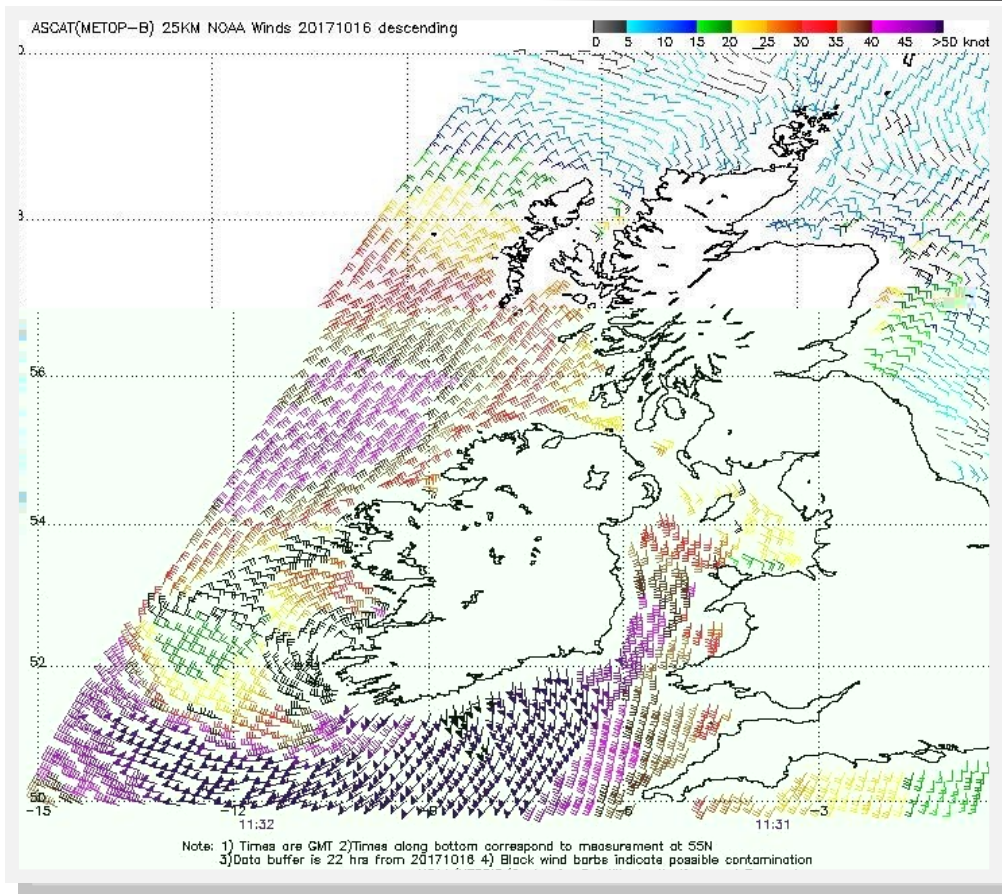 ASCAT(METOP-B) 25KM NOAA Winds 20171016 descending
0 5 10 15 20 25 30 35 40 45 >50 knot
56
54
52
50
-15 -12 -9 -6 -3
11:32 11:31
Note: 1) Times are GMT 2)Times along bottom correspond to measurement at 55N
3)Data buffer is 22 hrs from 20171016 4) Black wind barbs indicate possible contamination